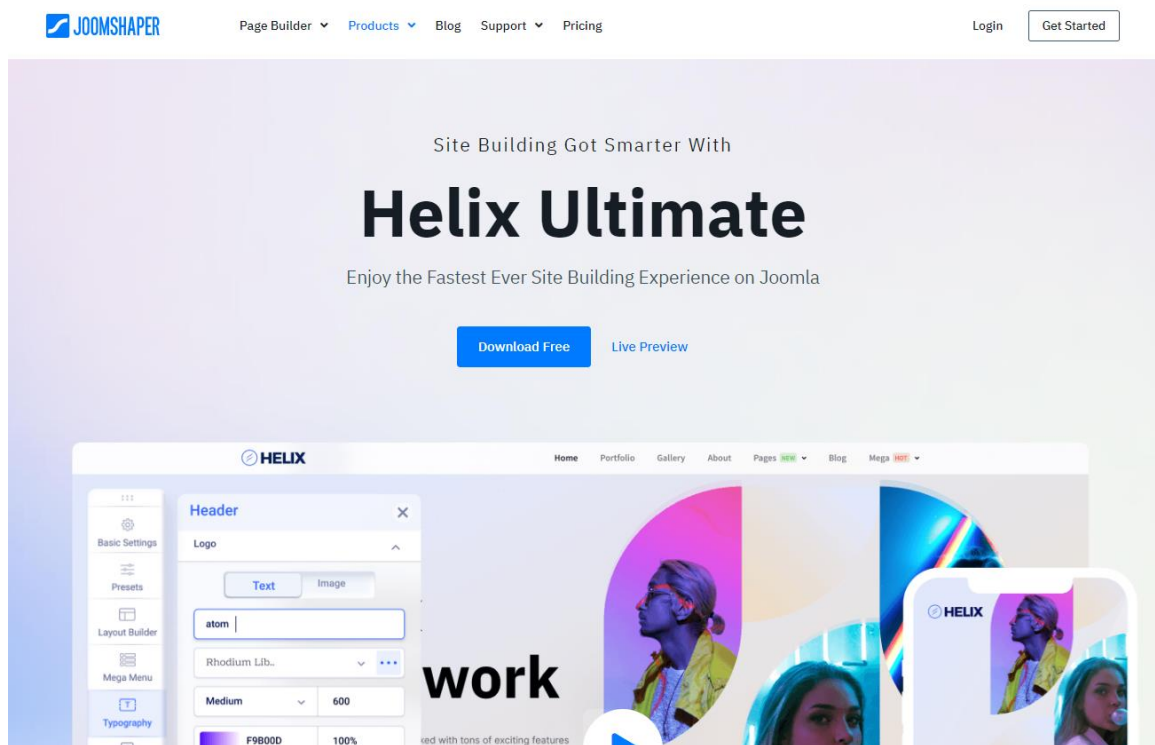 JOOMSHAPER
Page Builder Products Blog Support Pricing
Login Get Started
Site Building Got Smarter With
Helix Ultimate
Enjoy the Fastest Ever Site Building Experience on Joomla
Download Free Live Preview
HELIX
Home Portfolio Gallery About Pages NEW Blog Mega HOT
Header
Basic Settings
Logo
Presets
Text Image
atom
Layout Builder
Rhodium Lib..
Mega Menu
Medium 600
Typography
F9B00D 100%
work
with tons of exciting features
HELIX